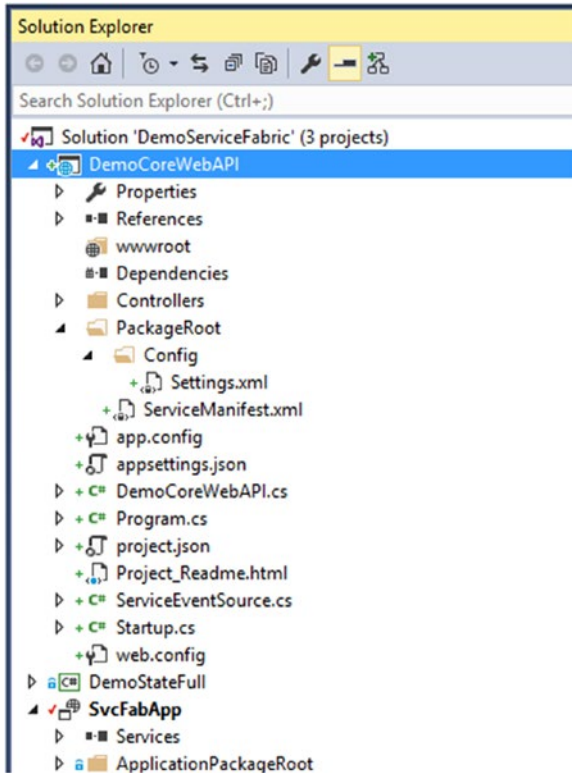 Solution Explorer
Search Solution Explorer (Ctrl+;)
Solution 'DemoServiceFabric' (3 projects)
DemoCoreWebAPI
Properties
References
wwwroot
Dependencies
Controllers
PackageRoot
Config
+ Settings.xml
+ ServiceManifest.xml
+ app.config
+ appsettings.json
+ C# DemoCoreWebAPI.cs
+ C# Program.cs
+ project.json
+ Project_Readme.html
+ C# ServiceEventSource.cs
+ C# Startup.cs
+ web.config
C# DemoStateFull
SvcFabApp
Services
ApplicationPackageRoot